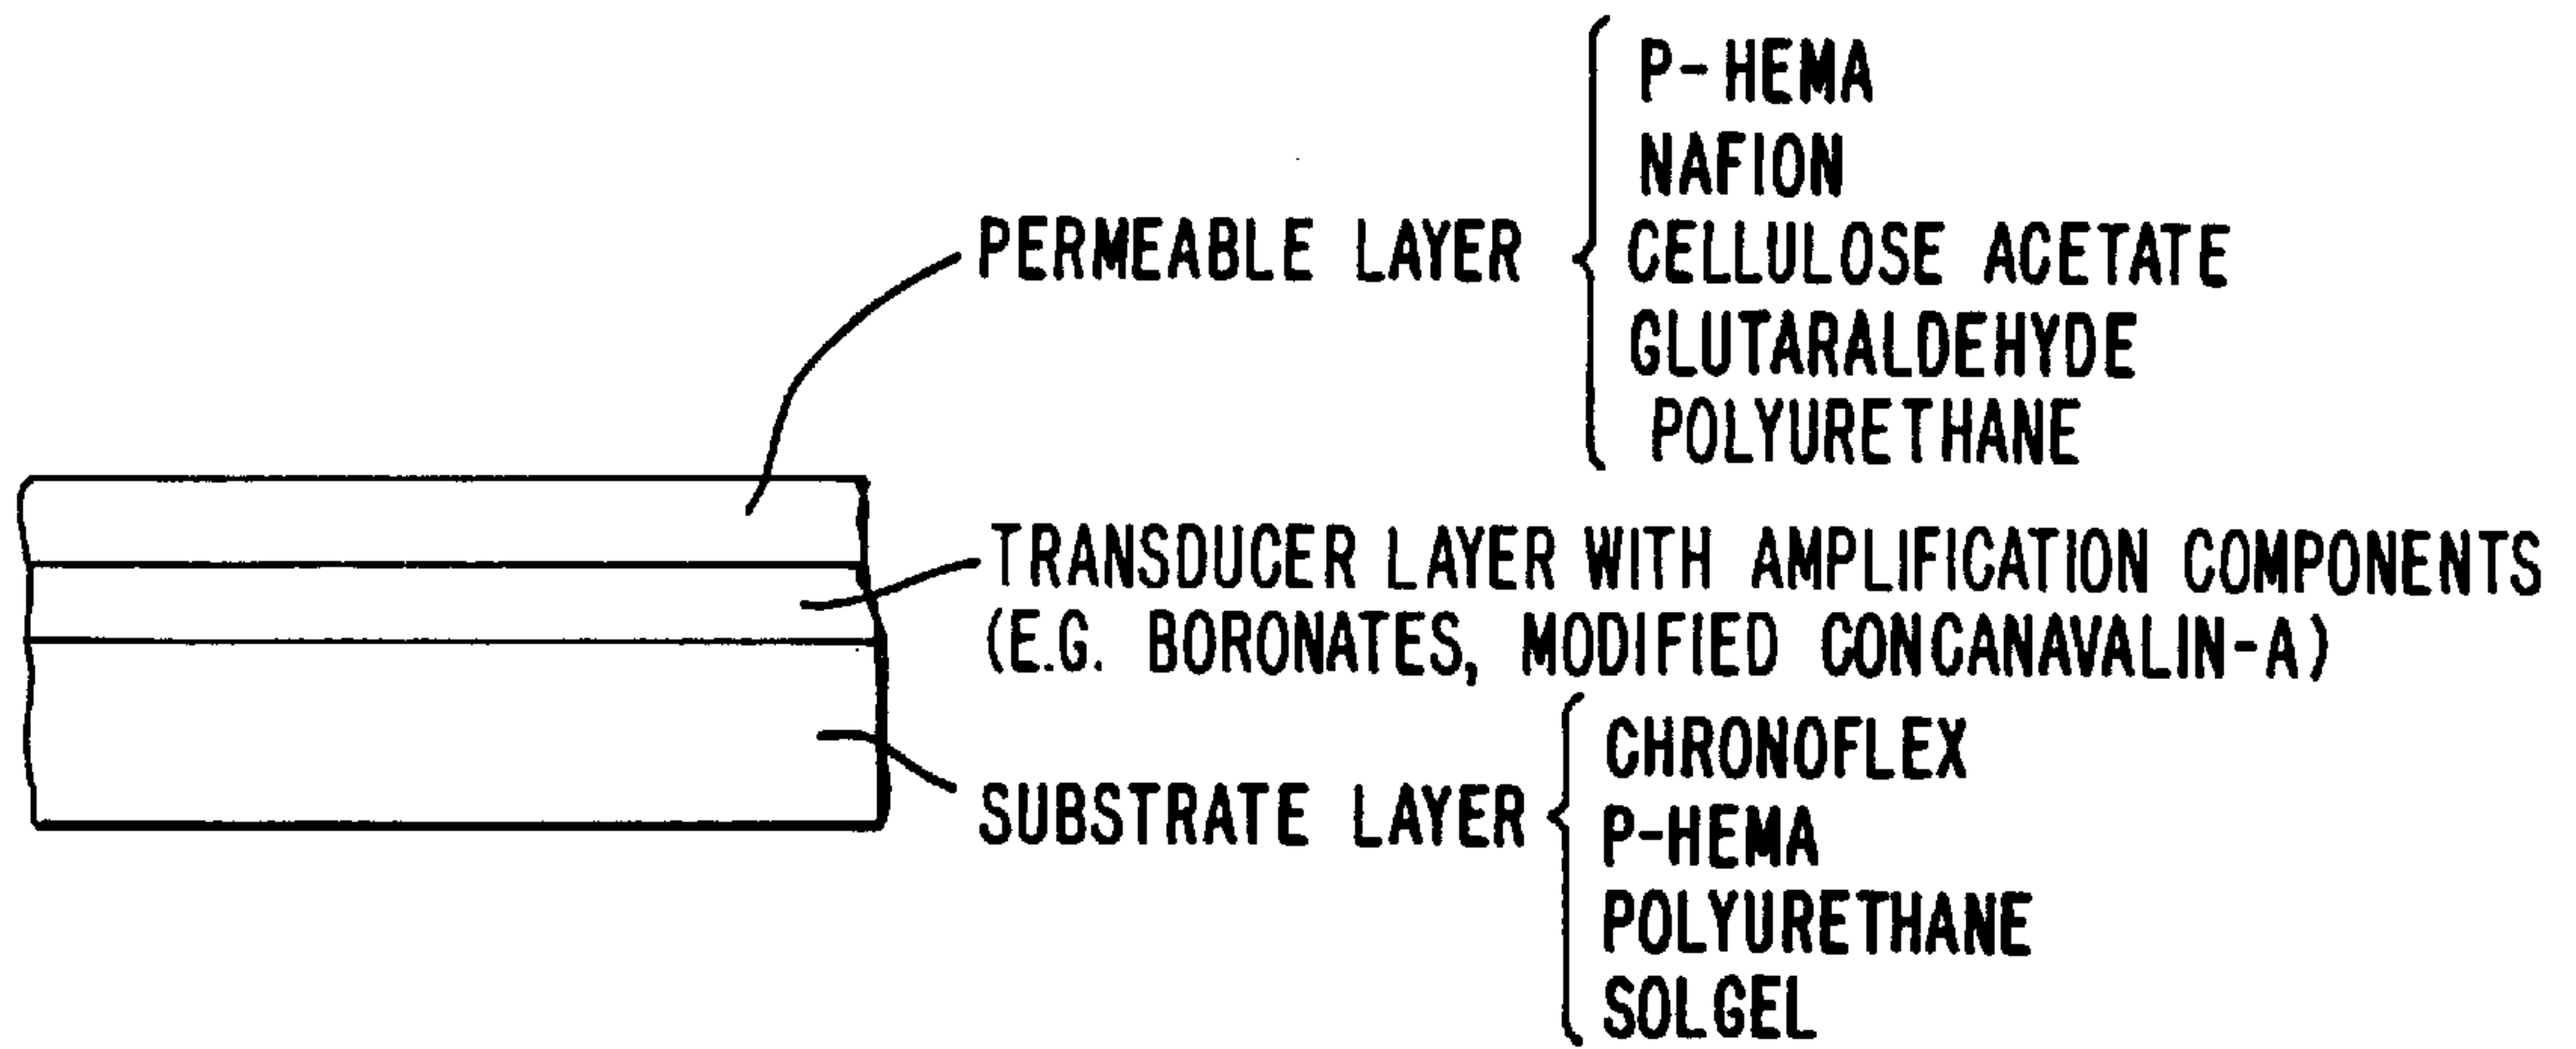 P-HEMA
NAFION
PERMEABLE LAYER
CELLULOSE ACETATE
GLUTARALDEHYDE
POLYURETHANE
TRANSDUCER LAYER WITH AMPLIFICATION COMPONENTS
(E.G. BORONATES, MODIFIED CONCANAVALIN-A)
CHRONOFLEX
SUBSTRATE LAYER
P-HEMA
POLYURETHANE
SOLGEL